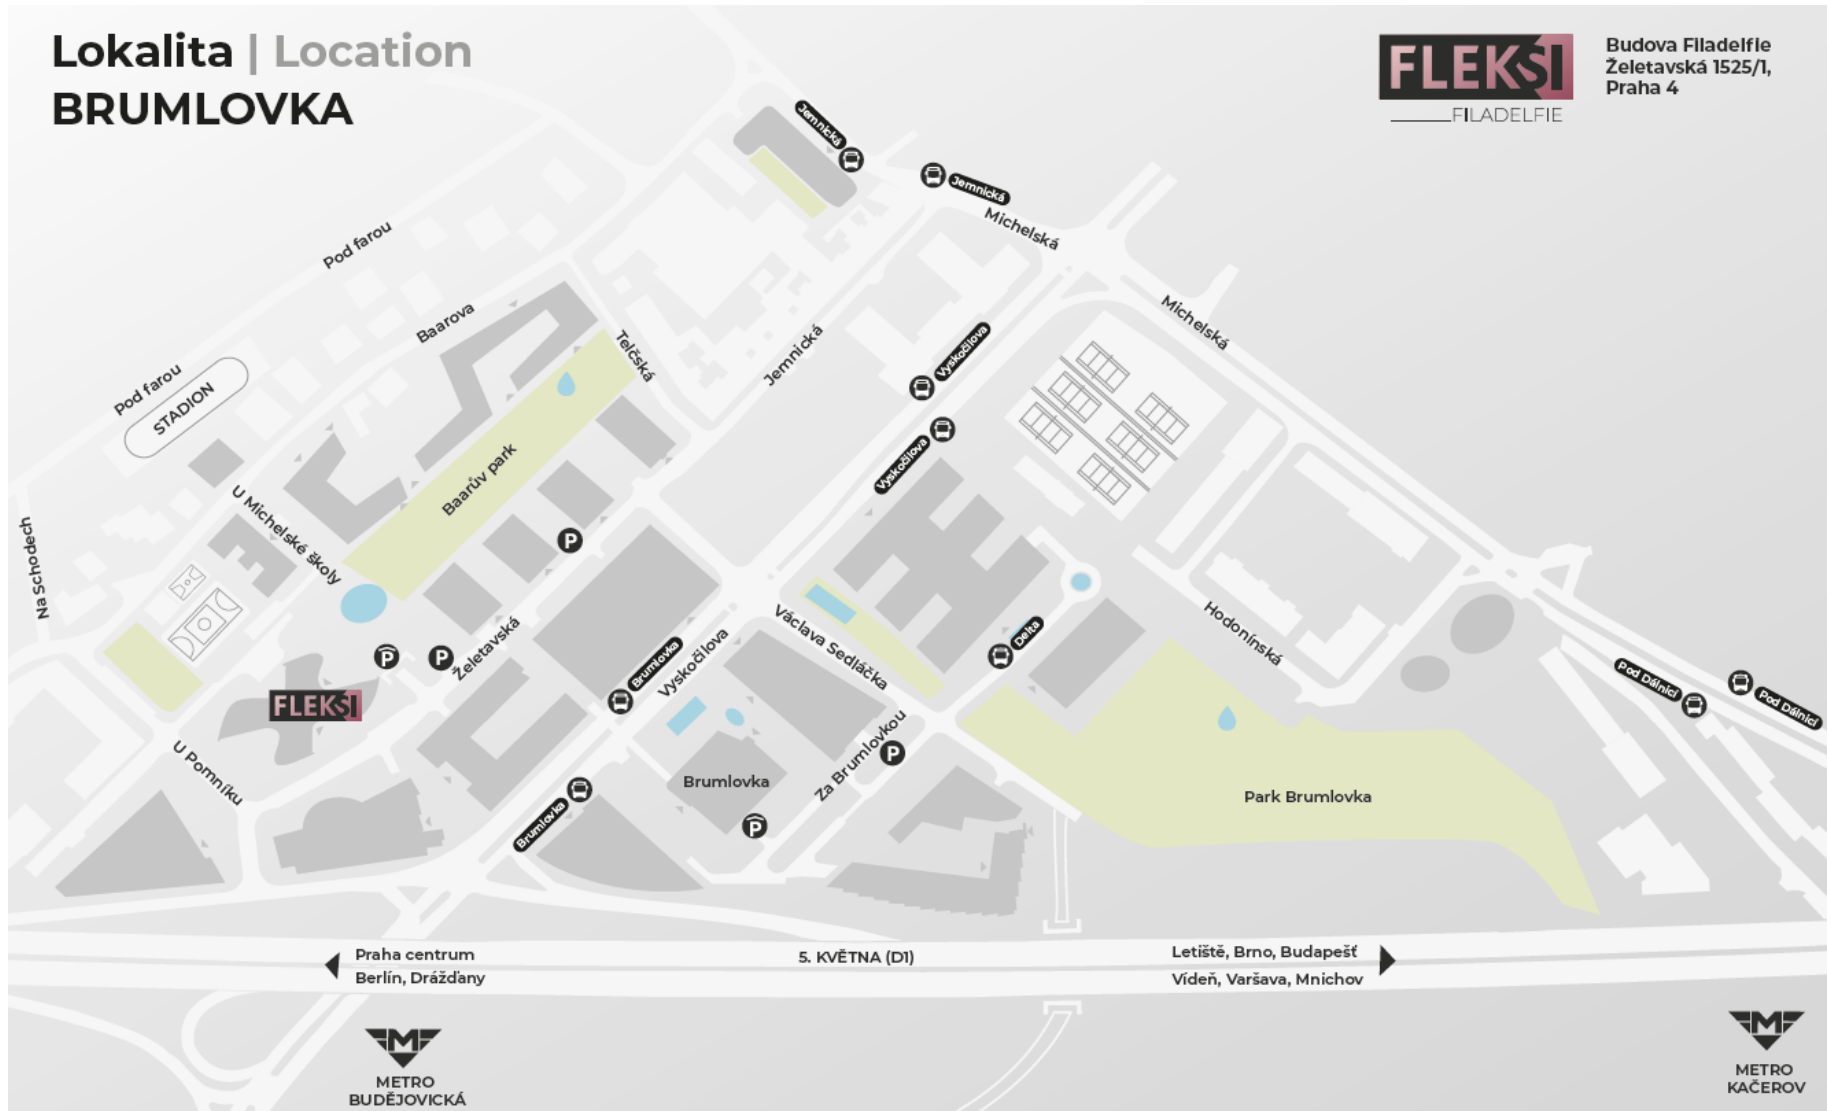 Lokalita | Location
BRUMLOVKA
FLEKSI
FILADELFIE
Budova Filadelfie
Želetavská 1525/1,
Praha 4
Jemnická
Jemnická
Michelská
Pod farou
Baarova
Telčská
Jemnická
Michelská
Vyskočilova
Pod farou
STADION
Vyskočilova
Baarův park
U Michelské školy
Na Schodech
Václava Sedláčka
Hodonínská
Delta
Želetavská
P
P
P
Brumlovka
Vyskočilova
Pod Dálnicí
Pod Dálnicí
FLEKSI
U Pomníku
Za Brumlovkou
P
Brumlovka
Park Brumlovka
Brumlovka
P
Praha centrum
Berlín, Drážďany
5. KVĚTNA (D1)
Letiště, Brno, Budapešť
Vídeň, Varšava, Mnichov
M
METRO
BUDĚJOVICKÁ
M
METRO
KAČEROV